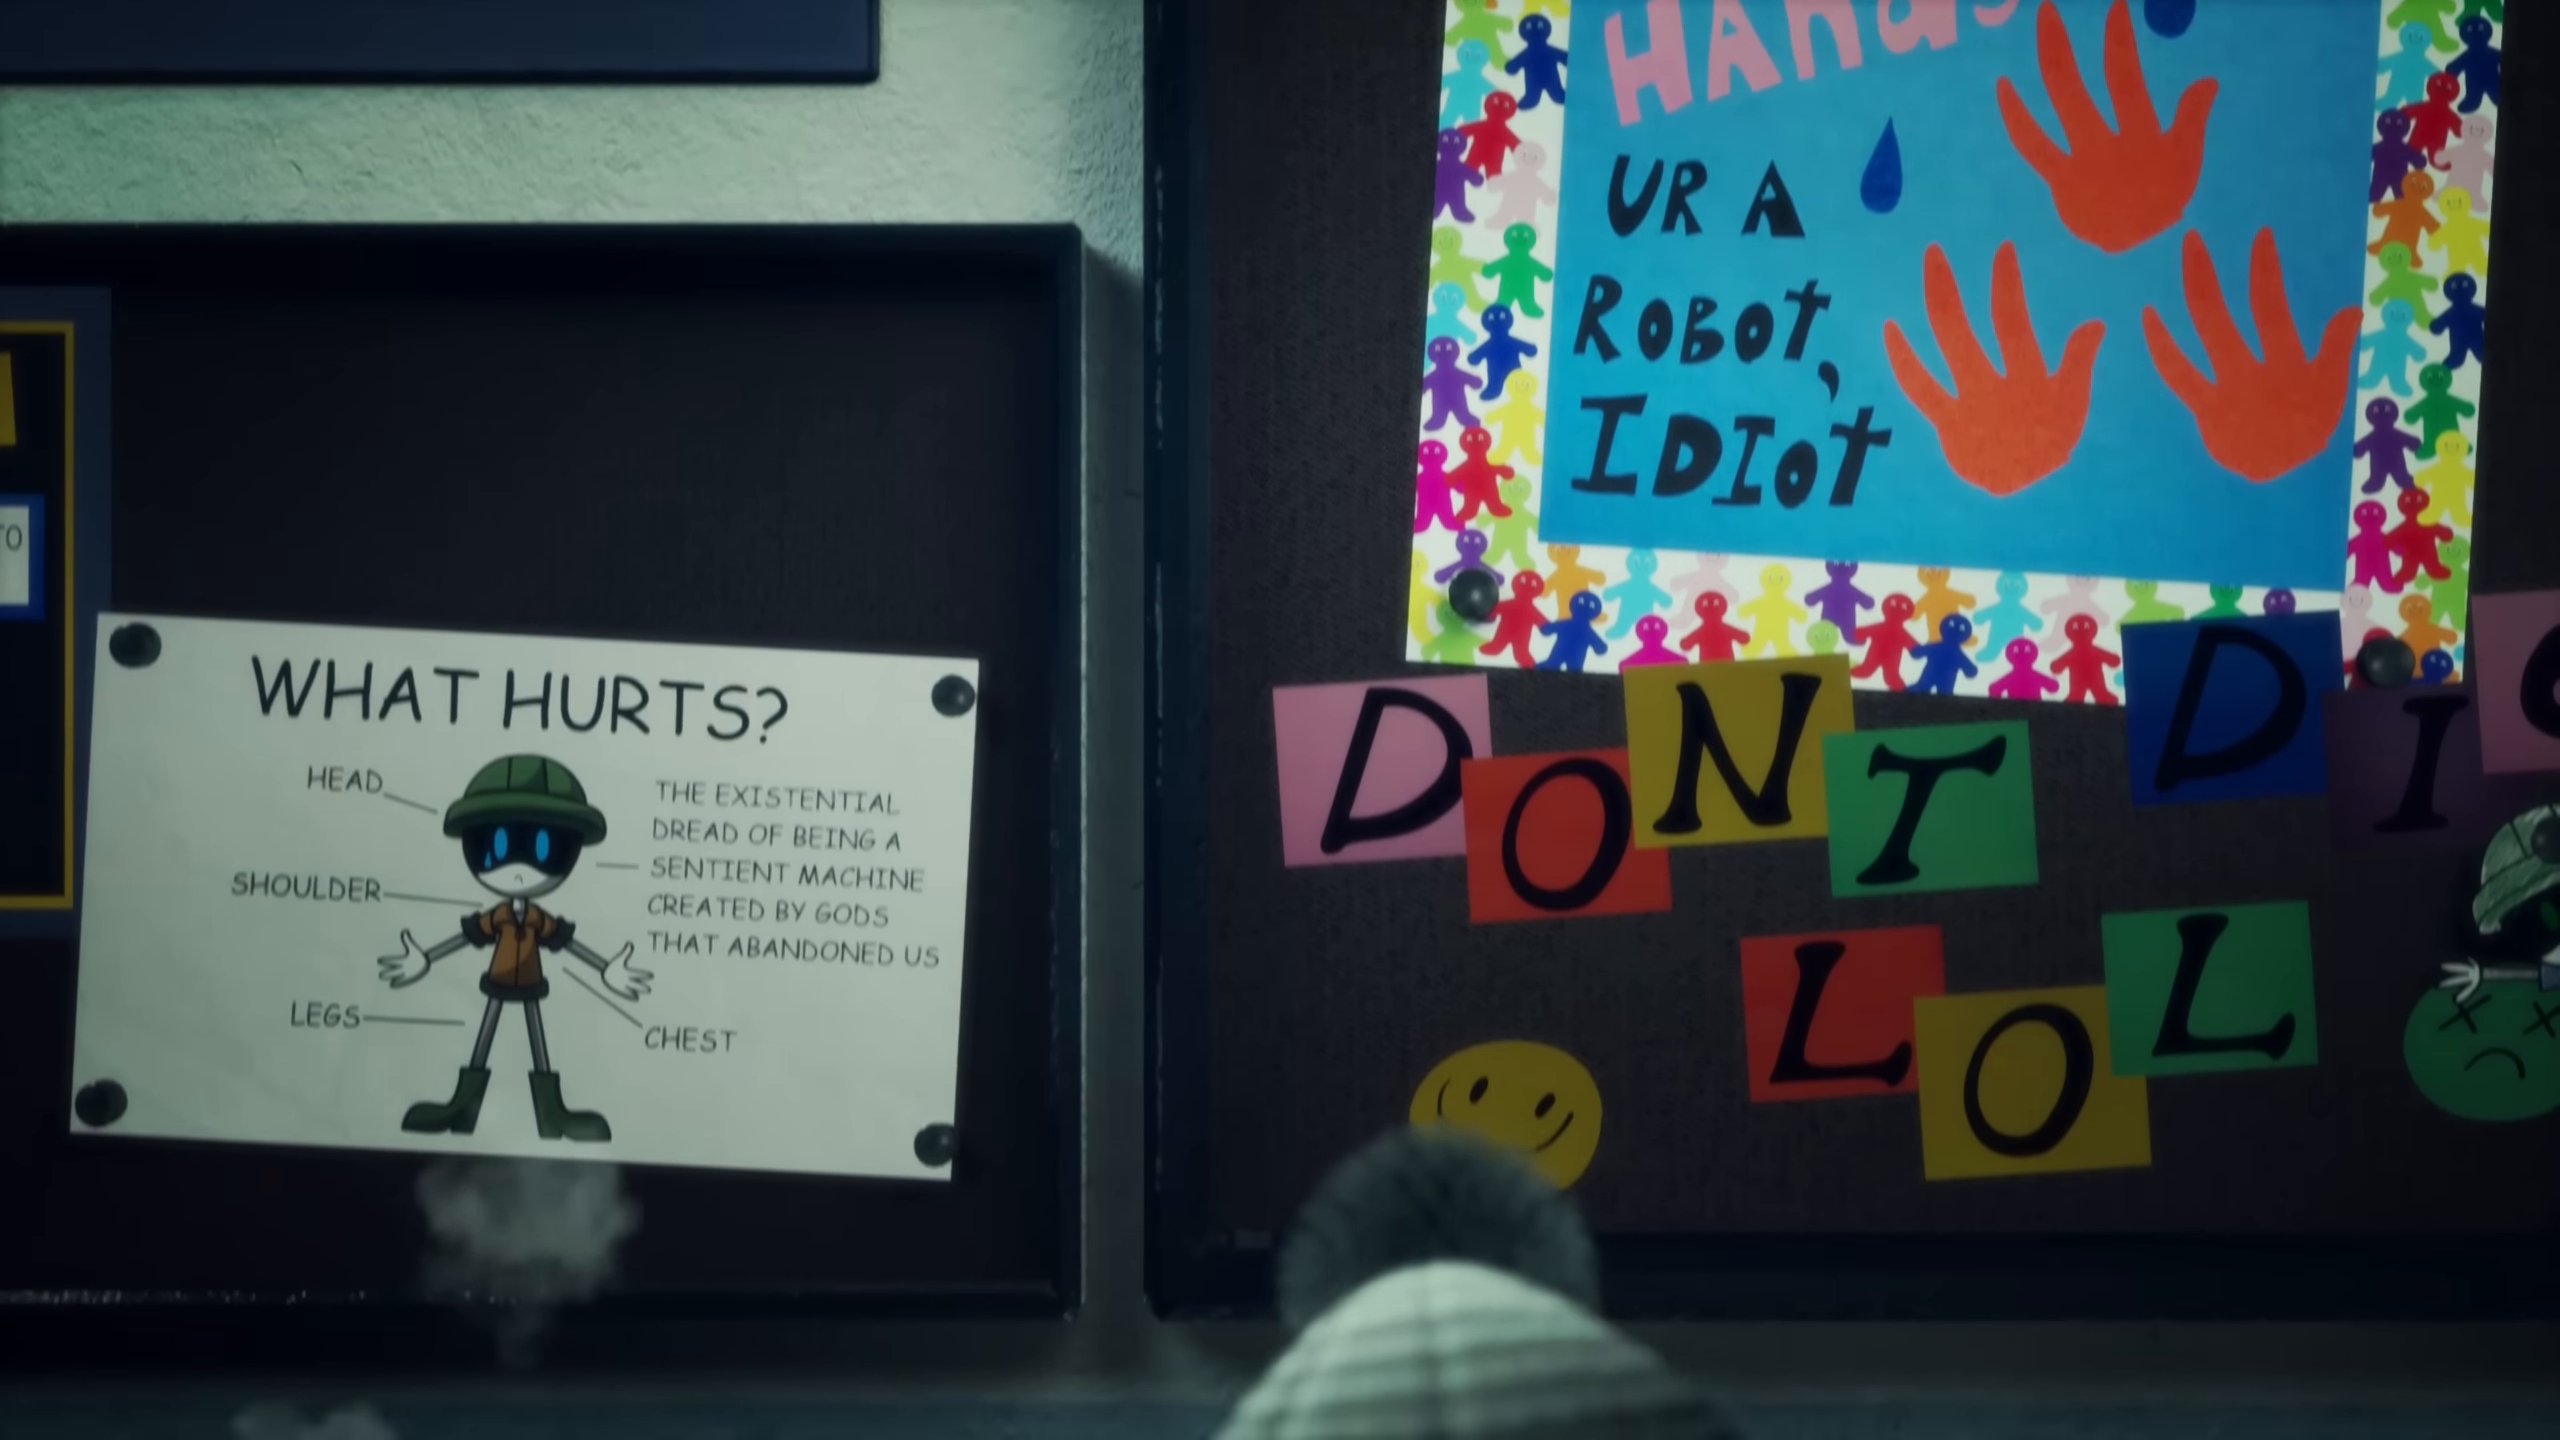 TO
WHAT HURTS?
HEAD
SHOULDER
LEGS
THE EXISTENTIAL
DREAD OF BEING A
SENTIENT MACHINE
CREATED BY GODS
THAT ABANDONED US
CHEST
HANds
UR A
ROBOT,
IDIOT
DONT DI
LOL